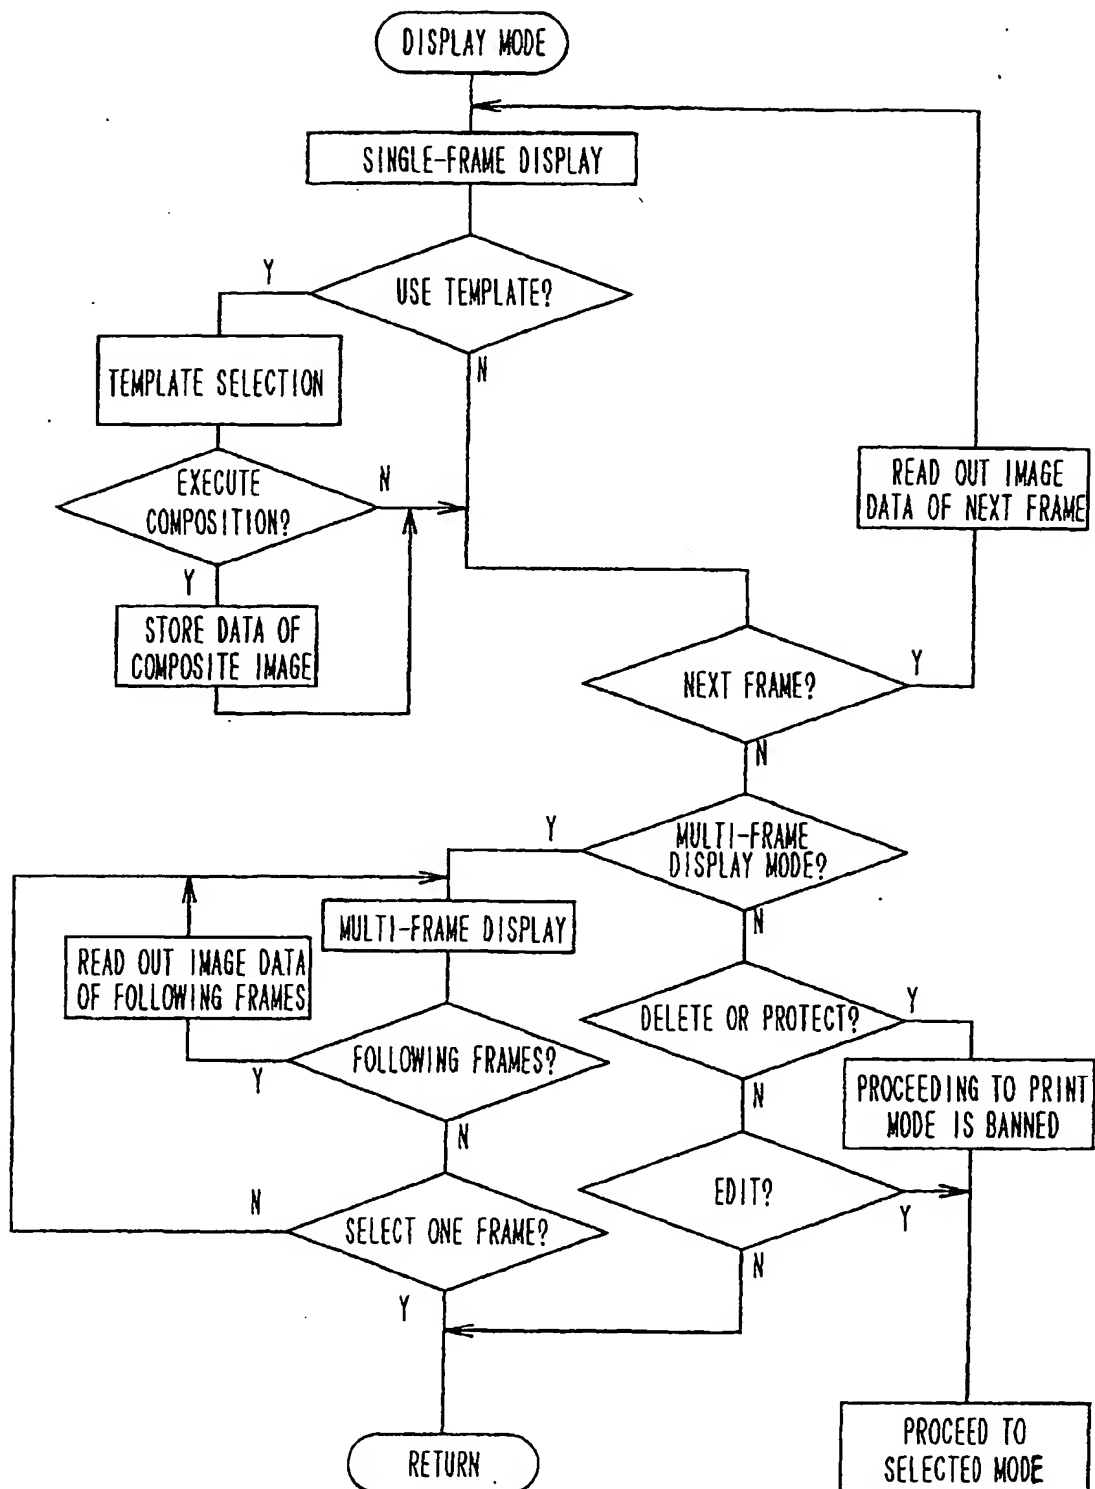 DISPLAY MODE
SINGLE-FRAME DISPLAY
Y
USE TEMPLATE?
N
TEMPLATE SELECTION
EXECUTE
COMPOSITION?
N
Y
STORE DATA OF
COMPOSITE IMAGE
READ OUT IMAGE
DATA OF NEXT FRAME
NEXT FRAME?
Y
N
MULTI-FRAME
DISPLAY MODE?
Y
N
MULTI-FRAME DISPLAY
READ OUT IMAGE DATA
OF FOLLOWING FRAMES
FOLLOWING FRAMES?
Y
N
SELECT ONE FRAME?
N
Y
DELETE OR PROTECT?
Y
N
PROCEEDING TO PRINT
MODE IS BANNED
EDIT?
Y
N
RETURN
PROCEED TO
SELECTED MODE